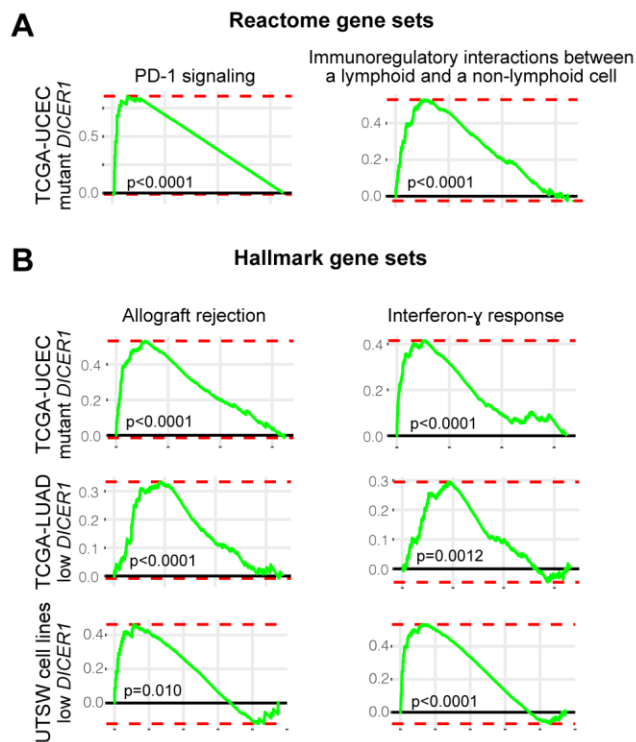 A
Reactome gene sets
PD-1 signaling
Immunoregulatory interactions between
a lymphoid and a non-lymphoid cell
TCGA-UCEC
mutant DICER1
0.0
p<0.0001
0.4
0.2
0.0
p<0.0001
B
Hallmark gene sets
Allograft rejection
Interferon-ɣ response
TCGA-UCEC
mutant DICER1
0.4
0.2
0.0
p<0.0001
0.4
0.2
0.0
p<0.0001
TCGA-LUAD
low DICER1
0.3
0.2
0.1
0.0
p<0.0001
0.3
0.2
0.1
0.0
p=0.0012
UTSW cell lines
low DICER1
0.4
0.2
0.0
p=0.010
0.4
0.2
0.0
p<0.0001